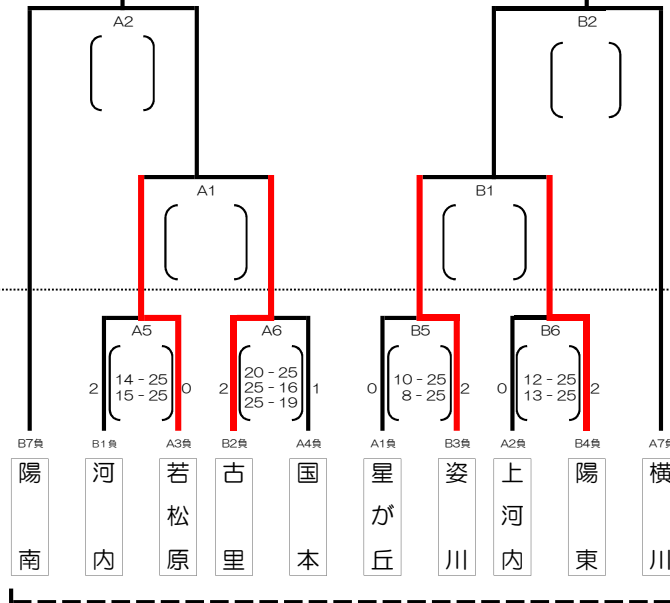 A2
B2
A1
B1
A5
A6
B5
B6
2
14 - 25
15 - 25
0
2
20 - 25
25 - 16
25 - 19
1
0
10 - 25
8 - 25
2
0
12 - 25
13 - 25
2
B7負
B1負
A3負
B2負
A4負
A1負
B3負
A2負
B4負
A7負
陽南
河内
若松原
古里
国本
星が丘
姿川
上河内
陽東
横川